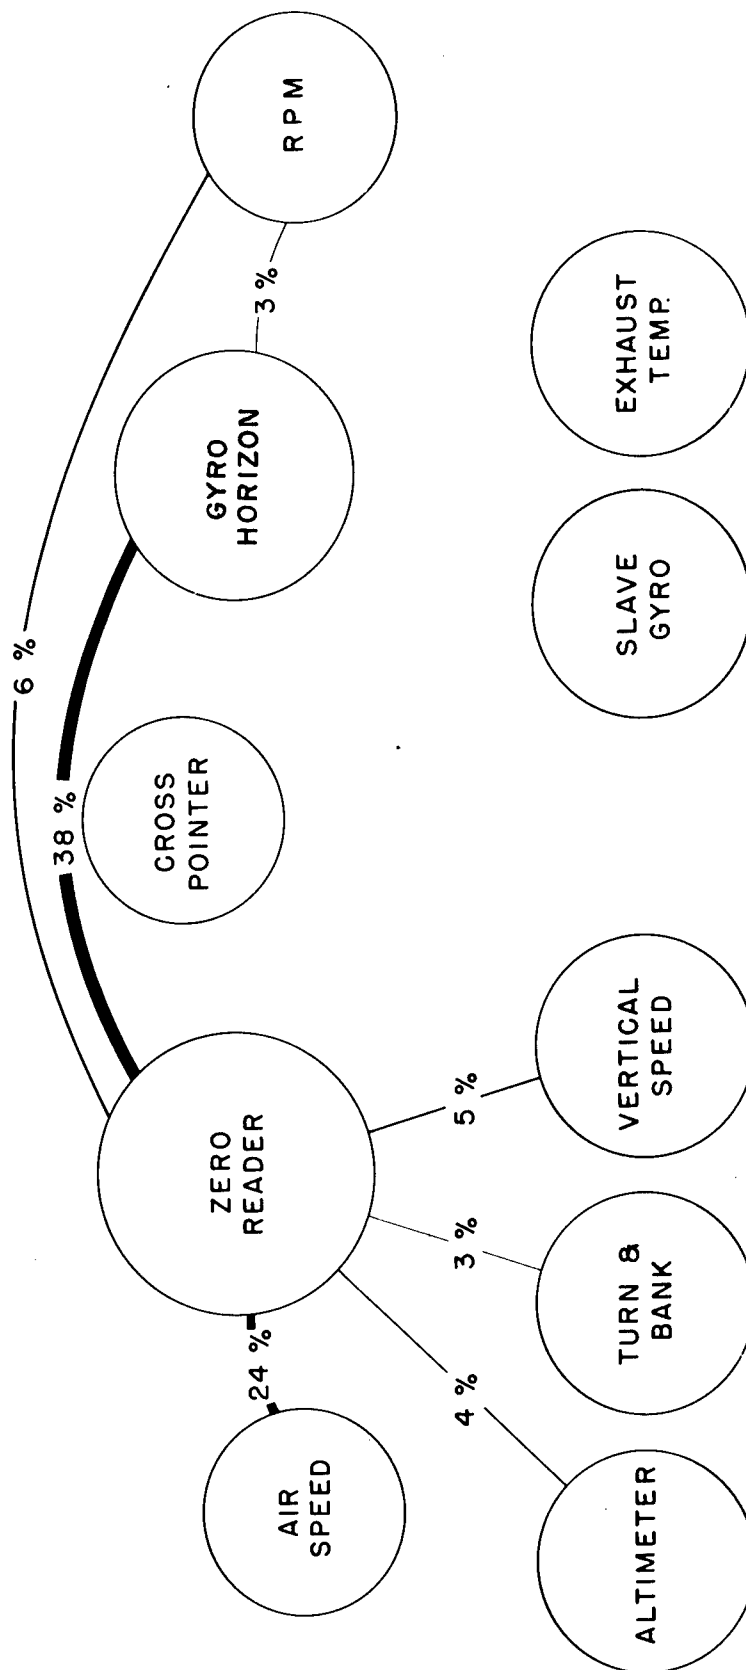 6 %
38 %
24 %
3 %
AIR
SPEED
ZERO
READER
CROSS
POINTER
GYRO
HORIZON
RPM
4 %
3 %
5 %
ALTIMETER
TURN &
BANK
VERTICAL
SPEED
SLAVE
GYRO
EXHAUST
TEMP.